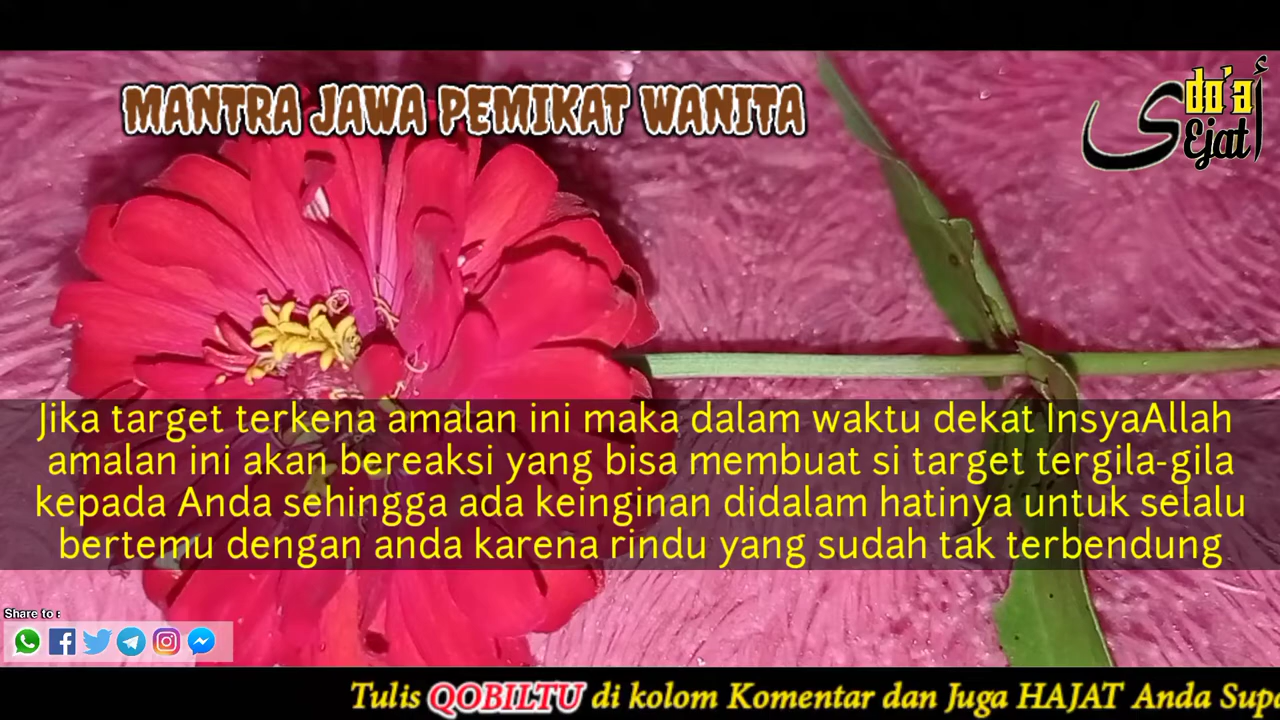 MANTRA JAWA PEMIKAT WANITA
do'a
Ejati
Jika target terkena amalan ini maka dalam waktu dekat InsyaAllah
amalan ini akan bereaksi yang bisa membuat si target tergila-gila
kepada Anda sehingga ada keinginan didalam hatinya untuk selalu
bertemu dengan anda karena rindu yang sudah tak terbendung
Share to :
Tulis QOBILTU di kolom Komentar dan Juga HAJAT Anda Supa